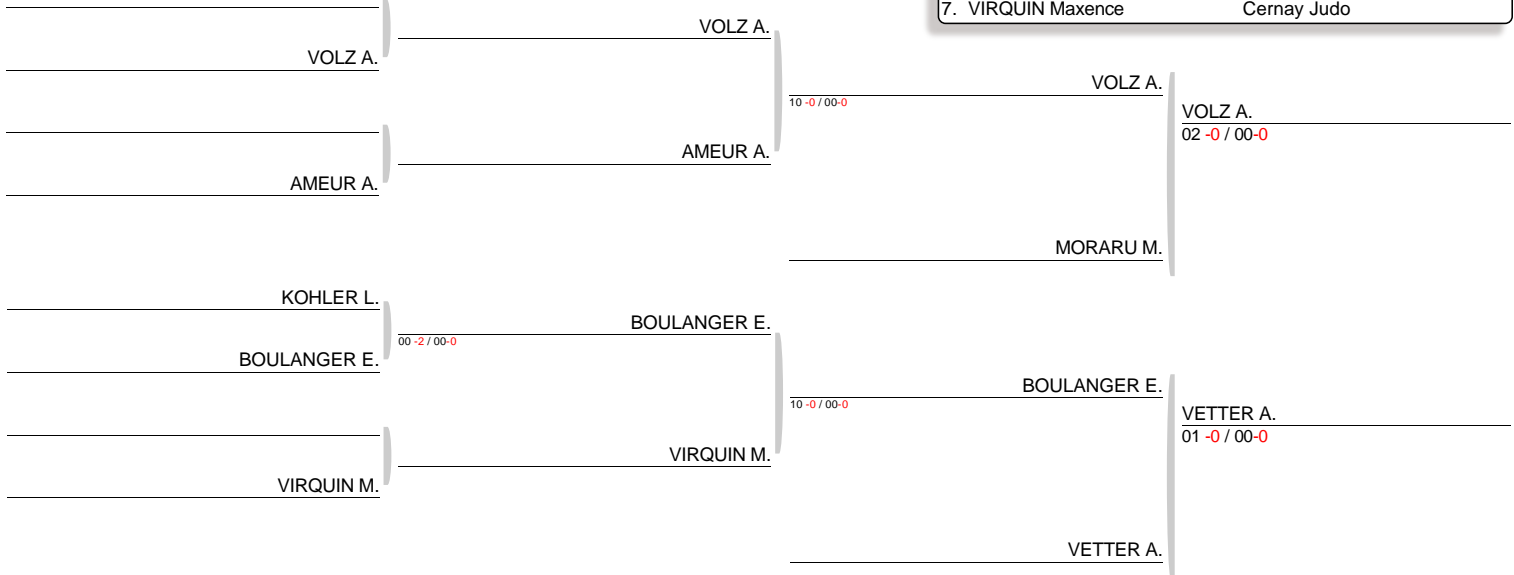 7. VIRQUIN Maxence Cernay Judo
VOLZ A.
VOLZ A.
VOLZ A.
10 -0 / 00-0
VOLZ A.
02 -0 / 00-0
AMEUR A.
AMEUR A.
MORARU M.
KOHLER L.
BOULANGER E.
00 -2 / 00-0
BOULANGER E.
BOULANGER E.
10 -0 / 00-0
VETTER A.
01 -0 / 00-0
VIRQUIN M.
VIRQUIN M.
VETTER A.